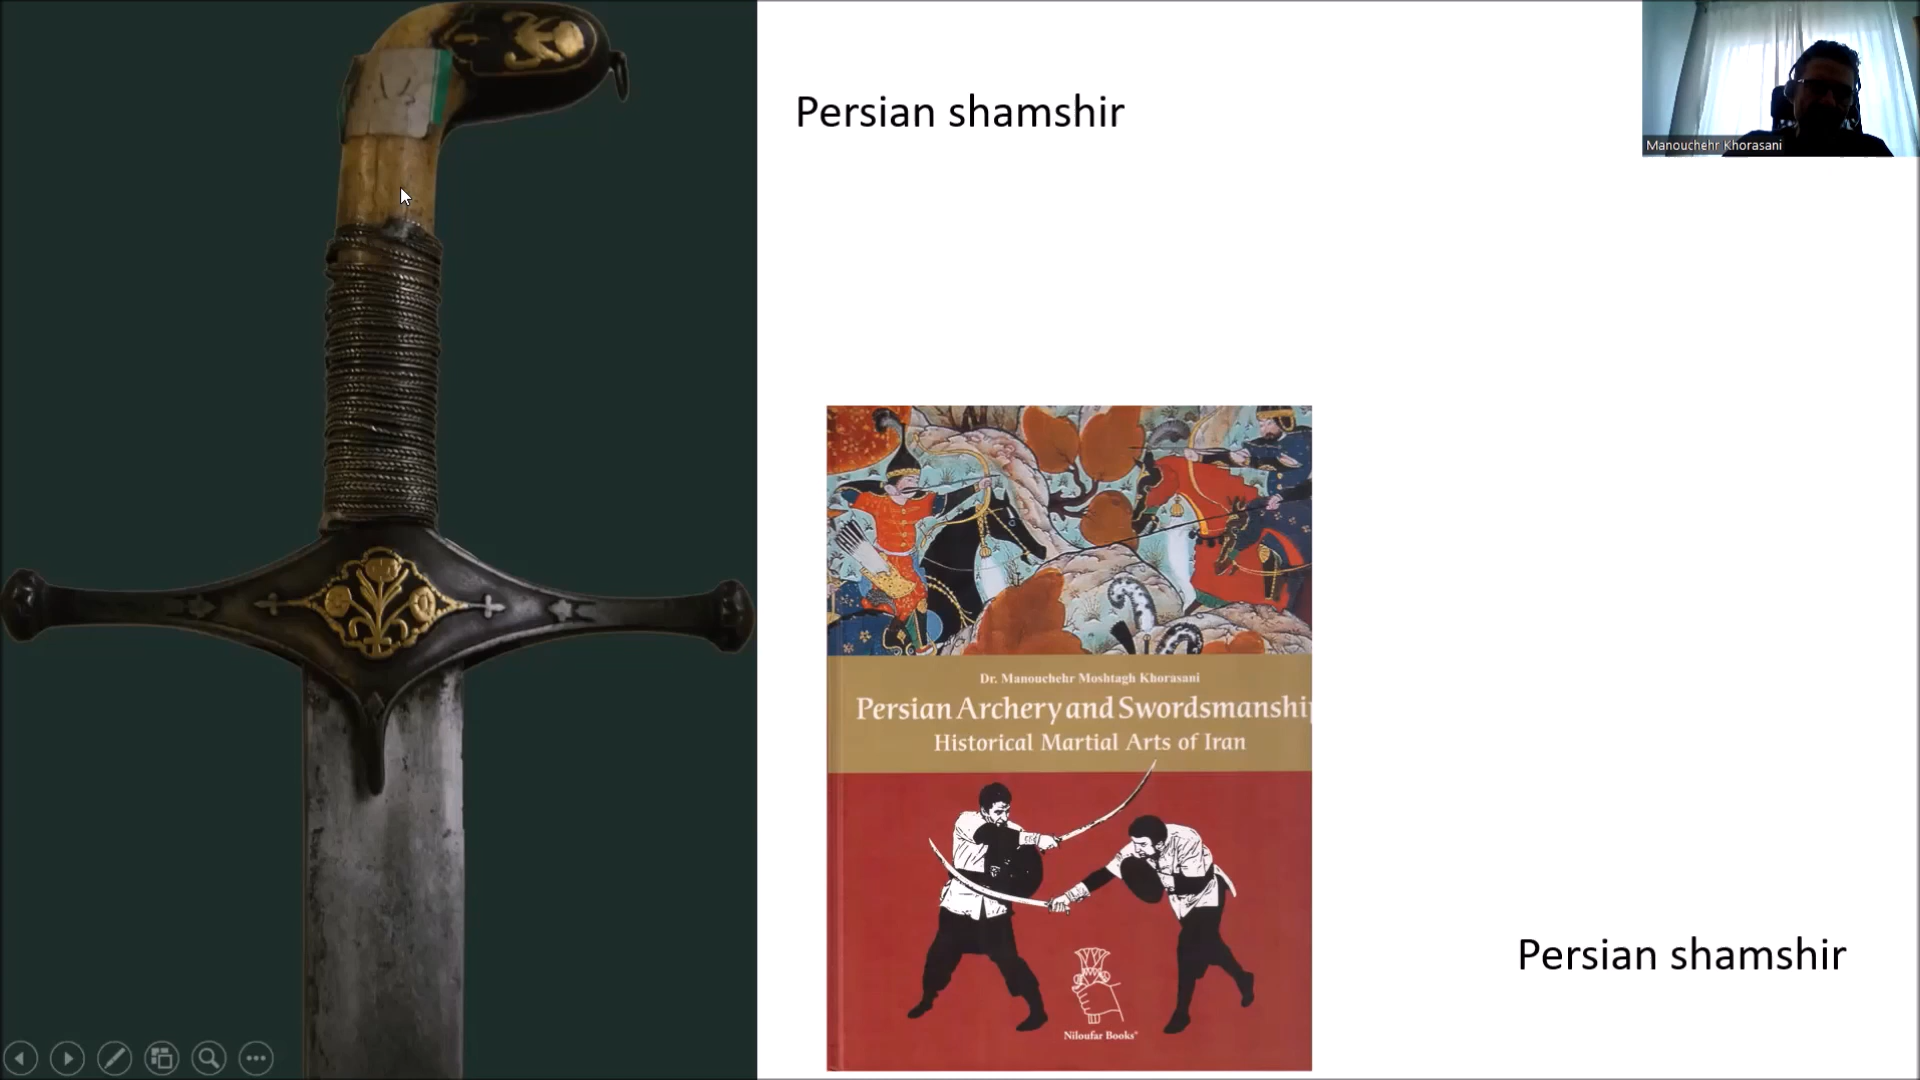 Persian shamshir
Manouchehr Khorasani
Dr. Manouchehr Moshtagh Khorasani
Persian Archery and Swordsmanship
Historical Martial Arts of Iran
Niloufar Books®
Persian shamshir